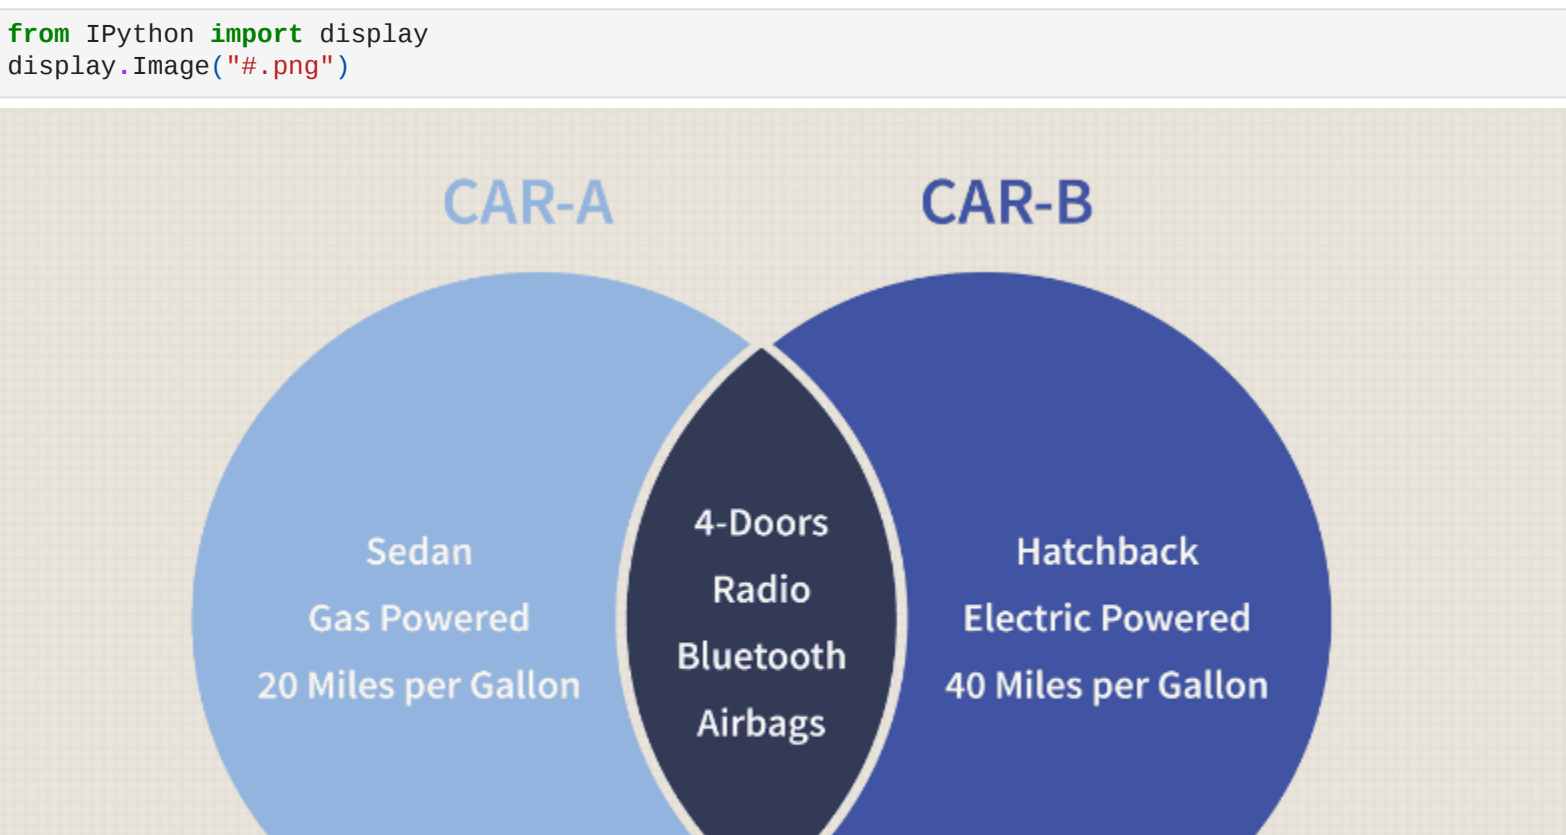 from IPython import display
display.Image("#.png")
CAR-A
CAR-B
Sedan
Gas Powered
20 Miles per Gallon
4-Doors
Radio
Bluetooth
Airbags
Hatchback
Electric Powered
40 Miles per Gallon